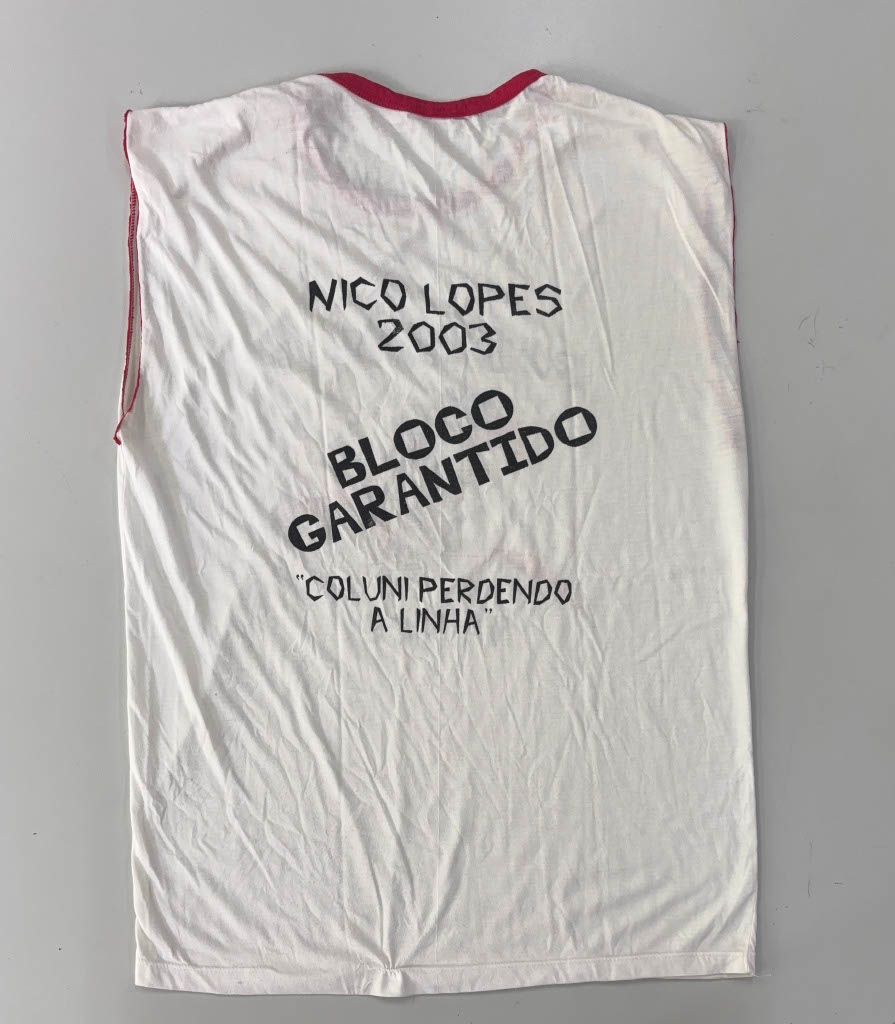 NICO LOPES
2003
BLOCO
GARANTIDO
"COLUNI PERDENDO
A LINHA"